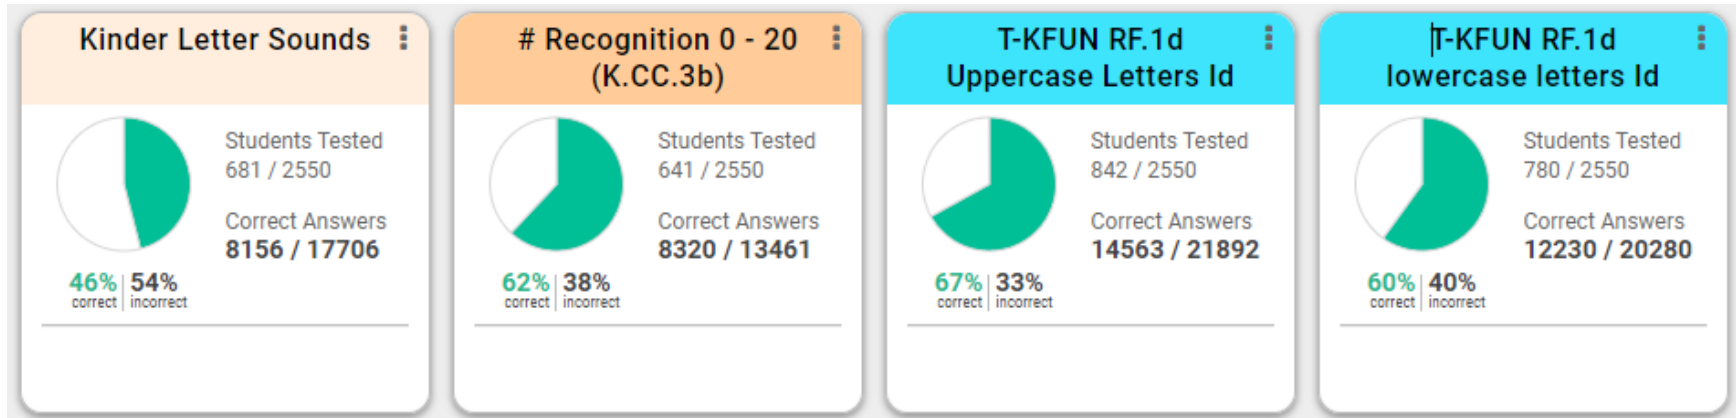 Kinder Letter Sounds
Students Tested
681 / 2550
Correct Answers
8156 / 17706
46% 54%
correct incorrect
# Recognition 0 - 20
(K.CC.3b)
Students Tested
641 / 2550
Correct Answers
8320 / 13461
62% 38%
correct incorrect
T-KFUN RF.1d
Uppercase Letters Id
Students Tested
842 / 2550
Correct Answers
14563 / 21892
67% 33%
correct incorrect
T-KFUN RF.1d
lowercase letters Id
Students Tested
780 / 2550
Correct Answers
12230 / 20280
60% 40%
correct incorrect